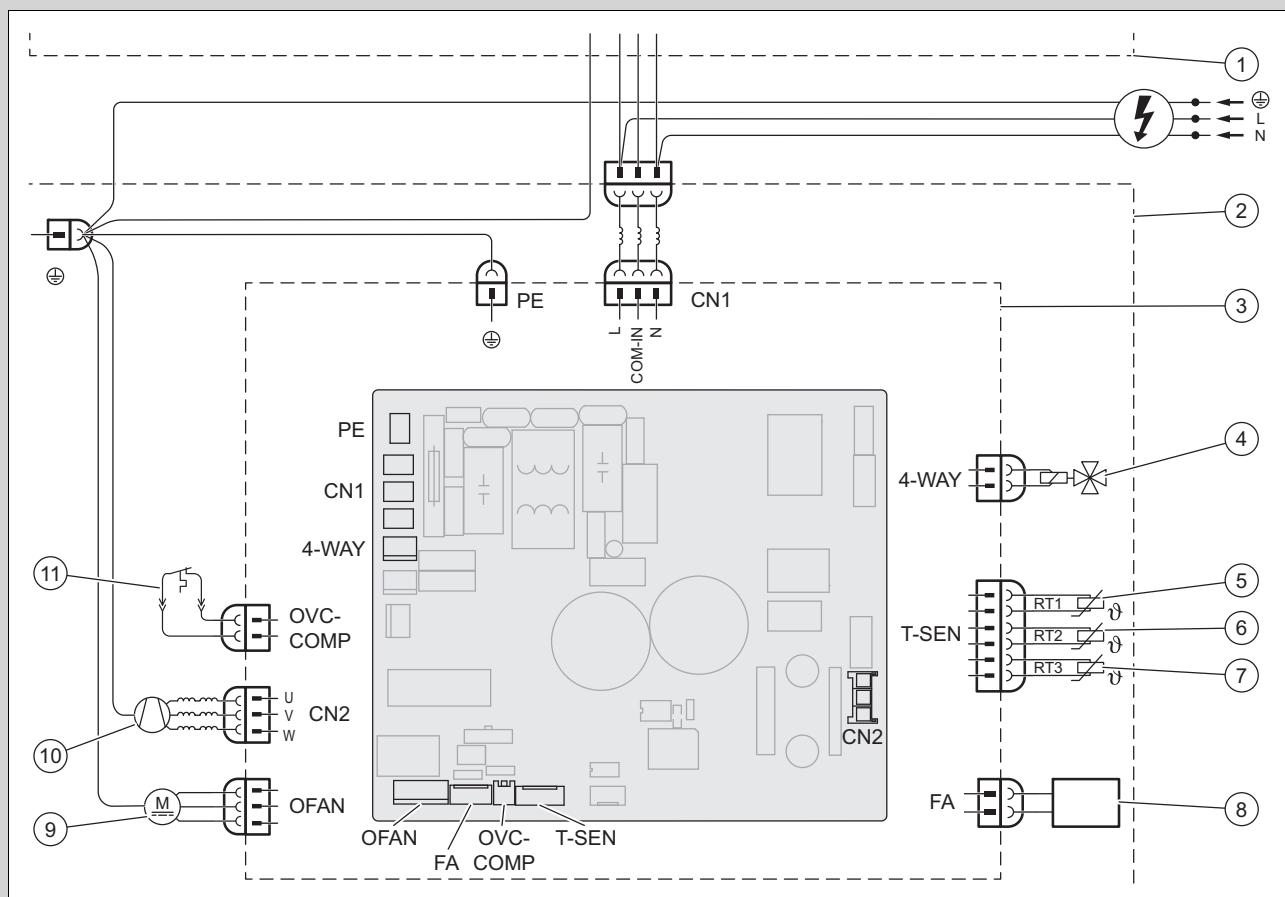 1
L
N
2
PE
CN1
L
COM-IN
N
3
PE
CN1
4-WAY
4-WAY
4
11
OVC-
COMP
T-SEN
RT1
ϑ
5
RT2
ϑ
6
RT3
ϑ
7
U
V
W
CN2
10
CN2
M
OFAN
9
FA
8
OFAN
FA
OVC-
COMP
T-SEN